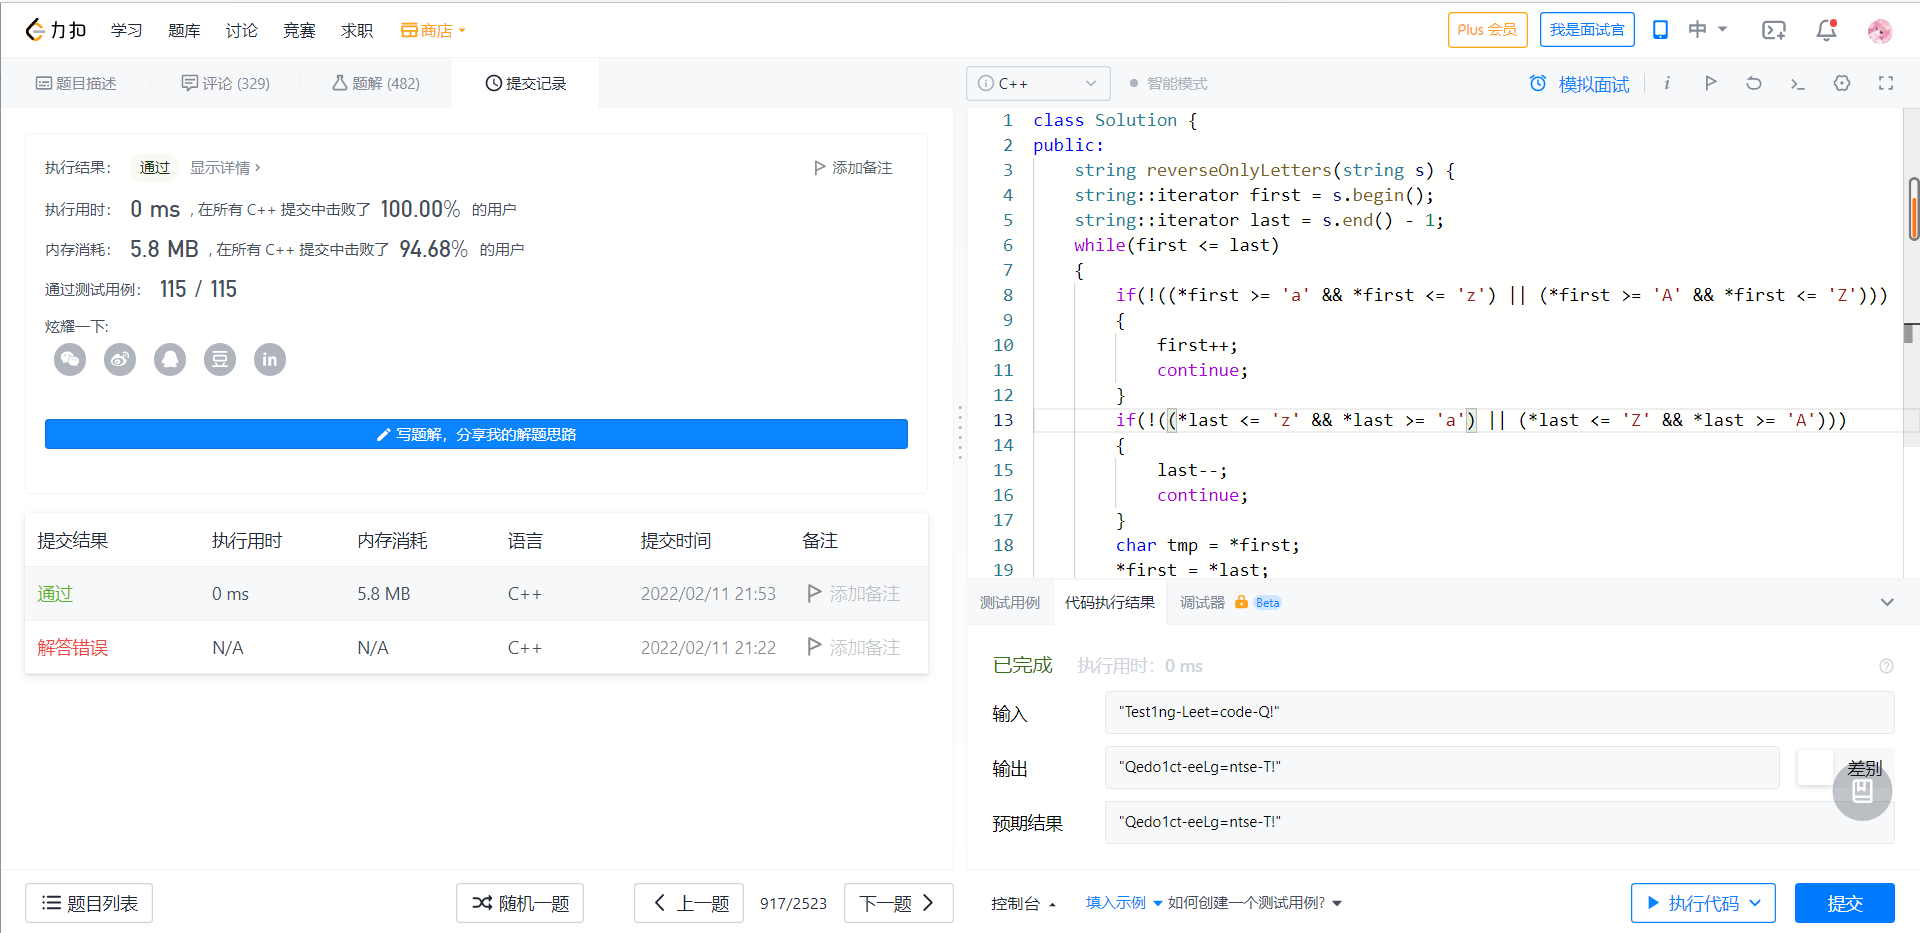 力扣 学习 题库 讨论 竞赛 求职 商店 Plus 会员 我是面试官 中
题目描述 评论 (329) 题解 (482) 提交记录
执行结果： 通过 显示详情 › 添加备注
执行用时： 0 ms , 在所有 C++ 提交中击败了 100.00% 的用户
内存消耗： 5.8 MB , 在所有 C++ 提交中击败了 94.68% 的用户
通过测试用例： 115 / 115
炫耀一下:
豆 in
写题解，分享我的解题思路
提交结果 执行用时 内存消耗 语言 提交时间 备注
通过 0 ms 5.8 MB C++ 2022/02/11 21:53 添加备注
解答错误 N/A N/A C++ 2022/02/11 21:22 添加备注
题目列表 随机一题 上一题 917/2523 下一题
C++ 智能模式 模拟面试 i
1 class Solution {
2 public:
3 string reverseOnlyLetters(string s) {
4 string::iterator first = s.begin();
5 string::iterator last = s.end() - 1;
6 while(first <= last)
7 {
8 if(!((*first >= 'a' && *first <= 'z') || (*first >= 'A' && *first <= 'Z')))
9 {
10 first++;
11 continue;
12 }
13 if(!((*last <= 'z' && *last >= 'a') || (*last <= 'Z' && *last >= 'A')))
14 {
15 last--;
16 continue;
17 }
18 char tmp = *first;
19 *first = *last;
测试用例 代码执行结果 调试器 Beta
已完成 执行用时：0 ms
输入 "Test1ng-Leet=code-Q!"
输出 "Qedo1ct-eeLg=ntse-T!" 差别
预期结果 "Qedo1ct-eeLg=ntse-T!"
控制台 填入示例 如何创建一个测试用例? 执行代码 提交